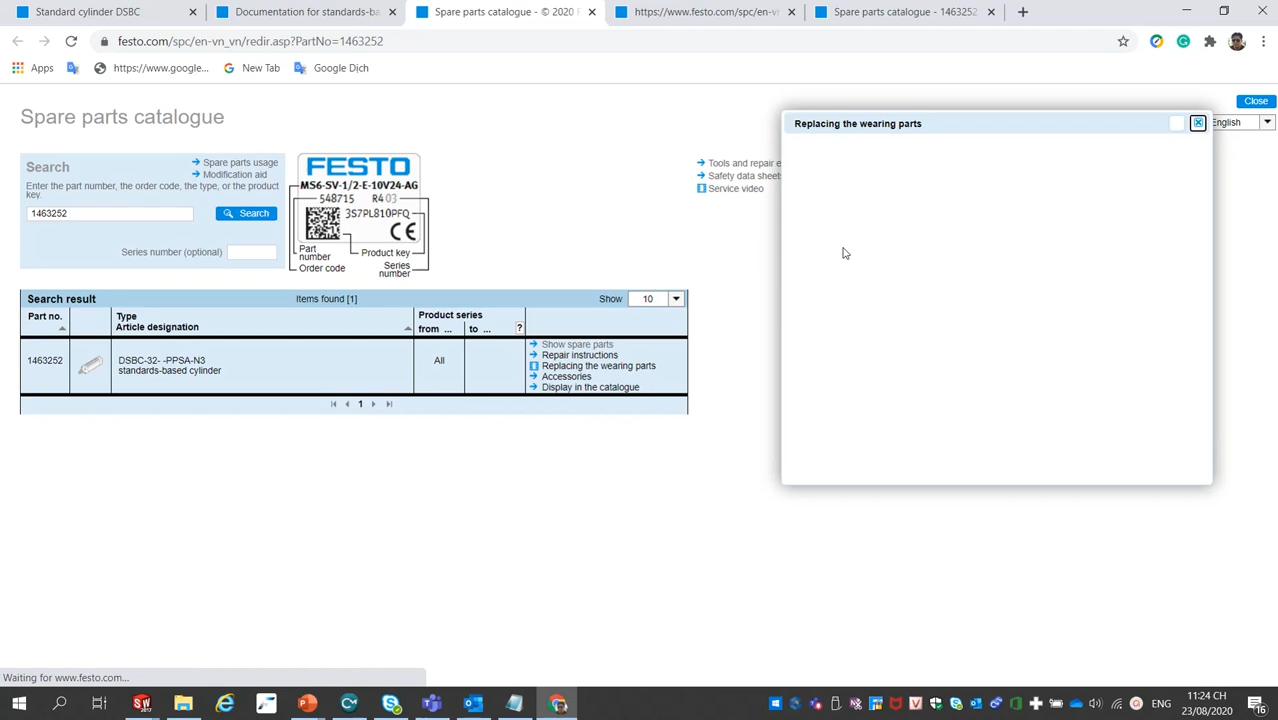 Standard cylinder DSBC
Documentation for standards-ba
Spare parts catalogue - © 2020 F
https://www.festo.com/spc/en-vn
Spare parts catalogue - 1463252
festo.com/spc/en-vn_vn/redir.asp?PartNo=1463252
Apps
https://www.google...
New Tab
Google Dịch
Spare parts catalogue
Close
English
Search
Spare parts usage
Modification aid
Enter the part number, the order code, the type, or the product
key.
1463252
Search
Series number (optional)
FESTO
MS6-SV-1/2-E-10V24-AG
548715 R4 03
3S7PL810PFQ
CE
Part
number
Product key
Order code
Series
number
Tools and repair e
Safety data sheets
Service video
Replacing the wearing parts
Search result
Items found [1]
Show 10
Part no.
Type
Article designation
Product series
from ... to ... ?
1463252
DSBC-32- -PPSA-N3
standards-based cylinder
All
Show spare parts
Repair instructions
Replacing the wearing parts
Accessories
Display in the catalogue
1
Waiting for www.festo.com...
ENG
11:24 CH
23/08/2020
16